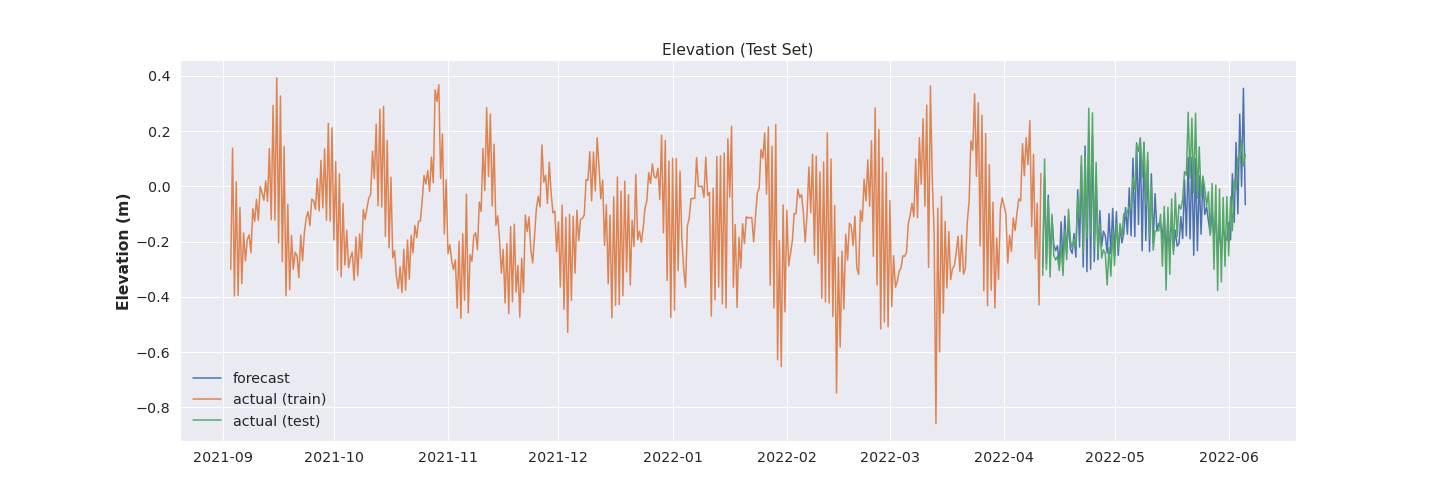 Elevation (Test Set)
Elevation (m)
0.4
0.2
0.0
−0.2
−0.4
−0.6
−0.8
forecast
actual (train)
actual (test)
2021-09 2021-10 2021-11 2021-12 2022-01 2022-02 2022-03 2022-04 2022-05 2022-06